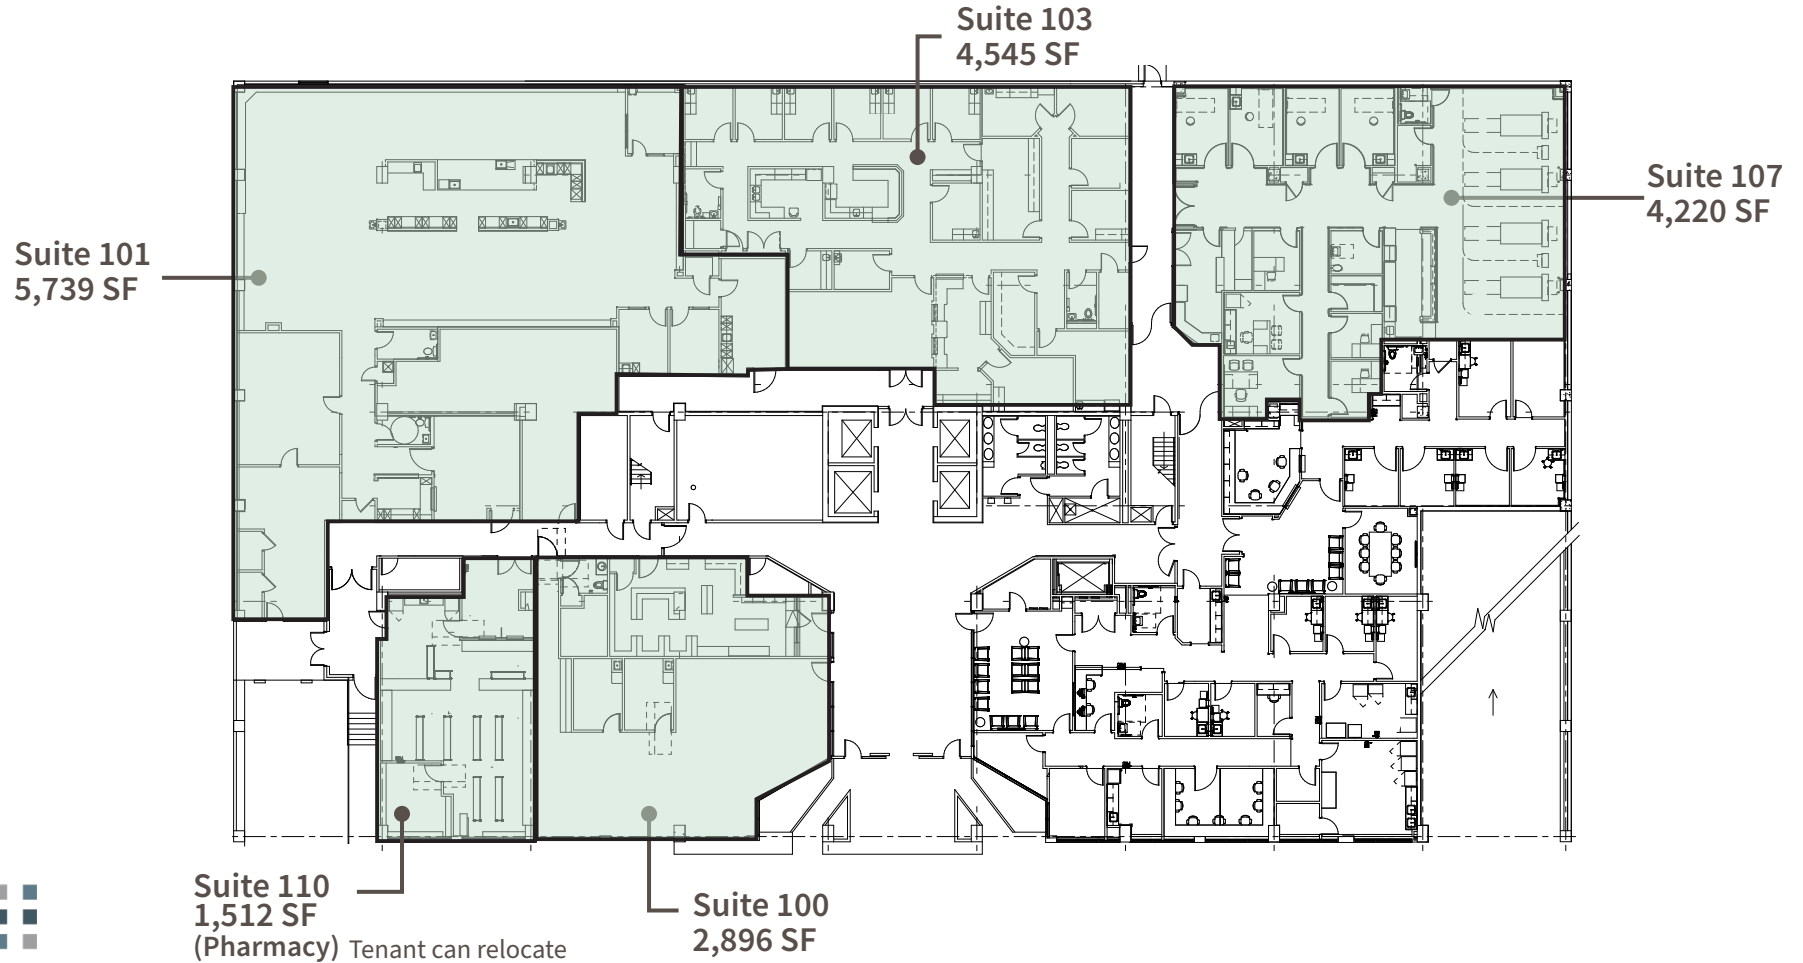 Suite 103
4,545 SF
Suite 107
4,220 SF
Suite 101
5,739 SF
Suite 110
1,512 SF
(Pharmacy) Tenant can relocate
Suite 100
2,896 SF